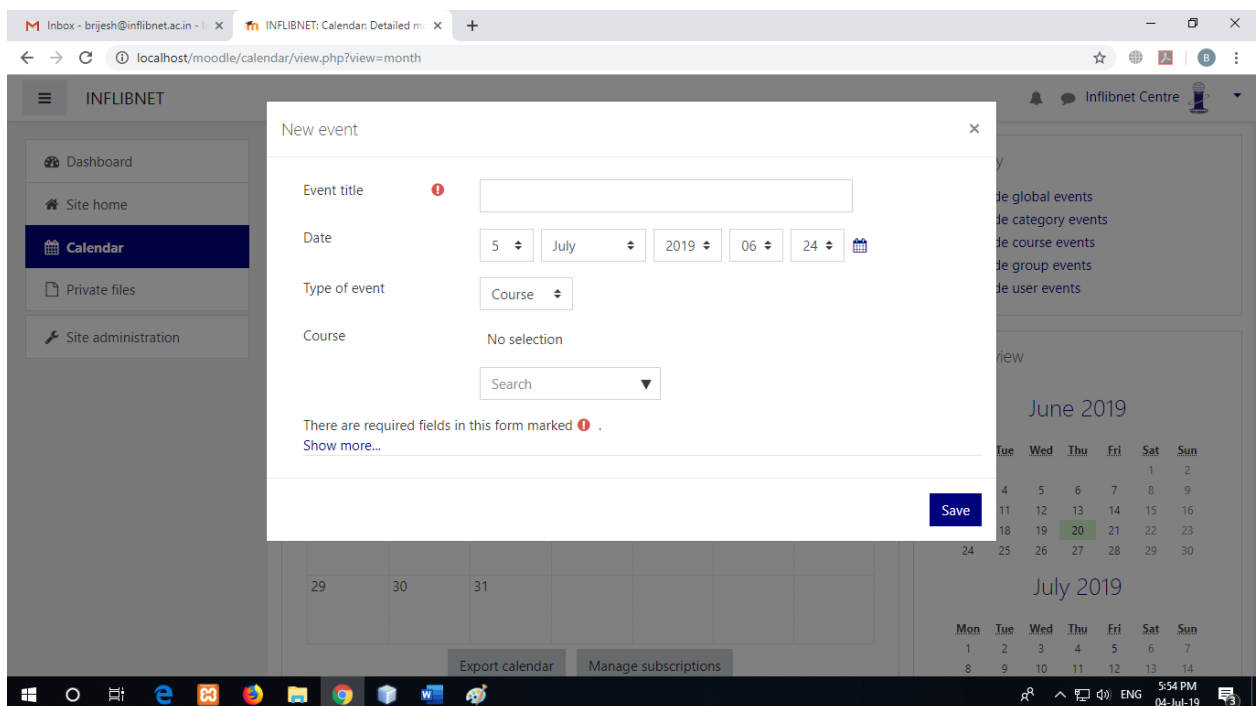 Inbox - brijesh@inflibnet.ac.in -
INFLIBNET: Calendar: Detailed
localhost/moodle/calendar/view.php?view=month
B
INFLIBNET
Inflibnet Centre
Dashboard
Site home
Calendar
Private files
Site administration
New event
×
Event title
Date
5 July 2019 06 24
Type of event
Course
Course
No selection
Search
There are required fields in this form marked .
Show more...
Save
y
de global events
de category events
de course events
de group events
de user events
view
June 2019
Tue Wed Thu Fri Sat Sun
1 2
4 5 6 7 8 9
11 12 13 14 15 16
18 19 20 21 22 23
24 25 26 27 28 29 30
July 2019
Mon Tue Wed Thu Fri Sat Sun
1 2 3 4 5 6 7
8 9 10 11 12 13 14
29 30 31
Export calendar Manage subscriptions
ENG
5:54 PM
04-Jul-19
3